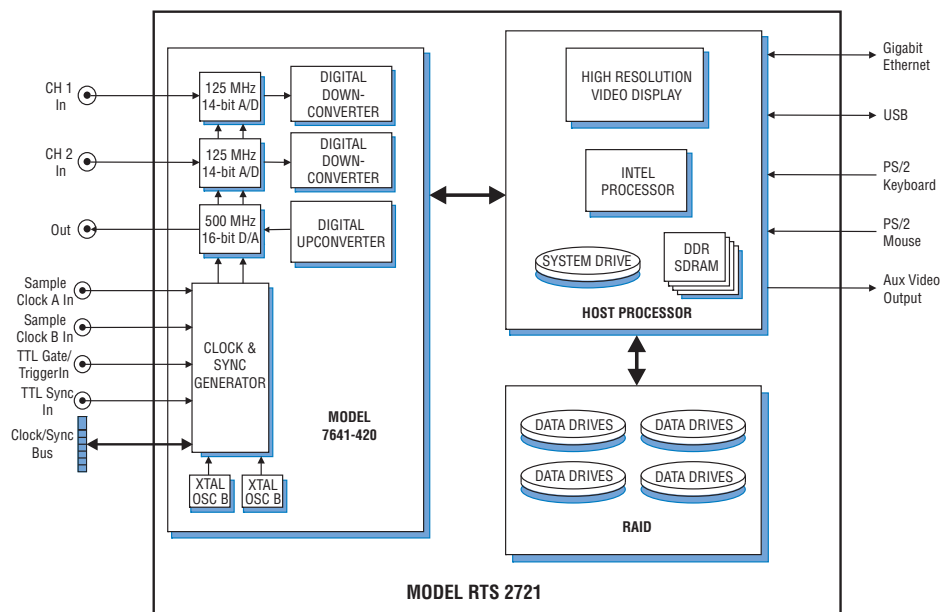 CH 1
In
CH 2
In
Out
Sample
Clock A In
Sample
Clock B In
TTL Gate/
TriggerIn
TTL Sync
In
Clock/Sync
Bus
125 MHz
14-bit A/D
DIGITAL
DOWN-
CONVERTER
125 MHz
14-bit A/D
DIGITAL
DOWN-
CONVERTER
500 MHz
16-bit D/A
DIGITAL
UPCONVERTER
CLOCK &
SYNC
GENERATOR
XTAL
OSC B
XTAL
OSC B
MODEL
7641-420
HIGH RESOLUTION
VIDEO DISPLAY
INTEL
PROCESSOR
SYSTEM DRIVE
DDR
SDRAM
HOST PROCESSOR
DATA DRIVES
DATA DRIVES
DATA DRIVES
DATA DRIVES
RAID
Gigabit
Ethernet
USB
PS/2
Keyboard
PS/2
Mouse
Aux Video
Output
MODEL RTS 2721